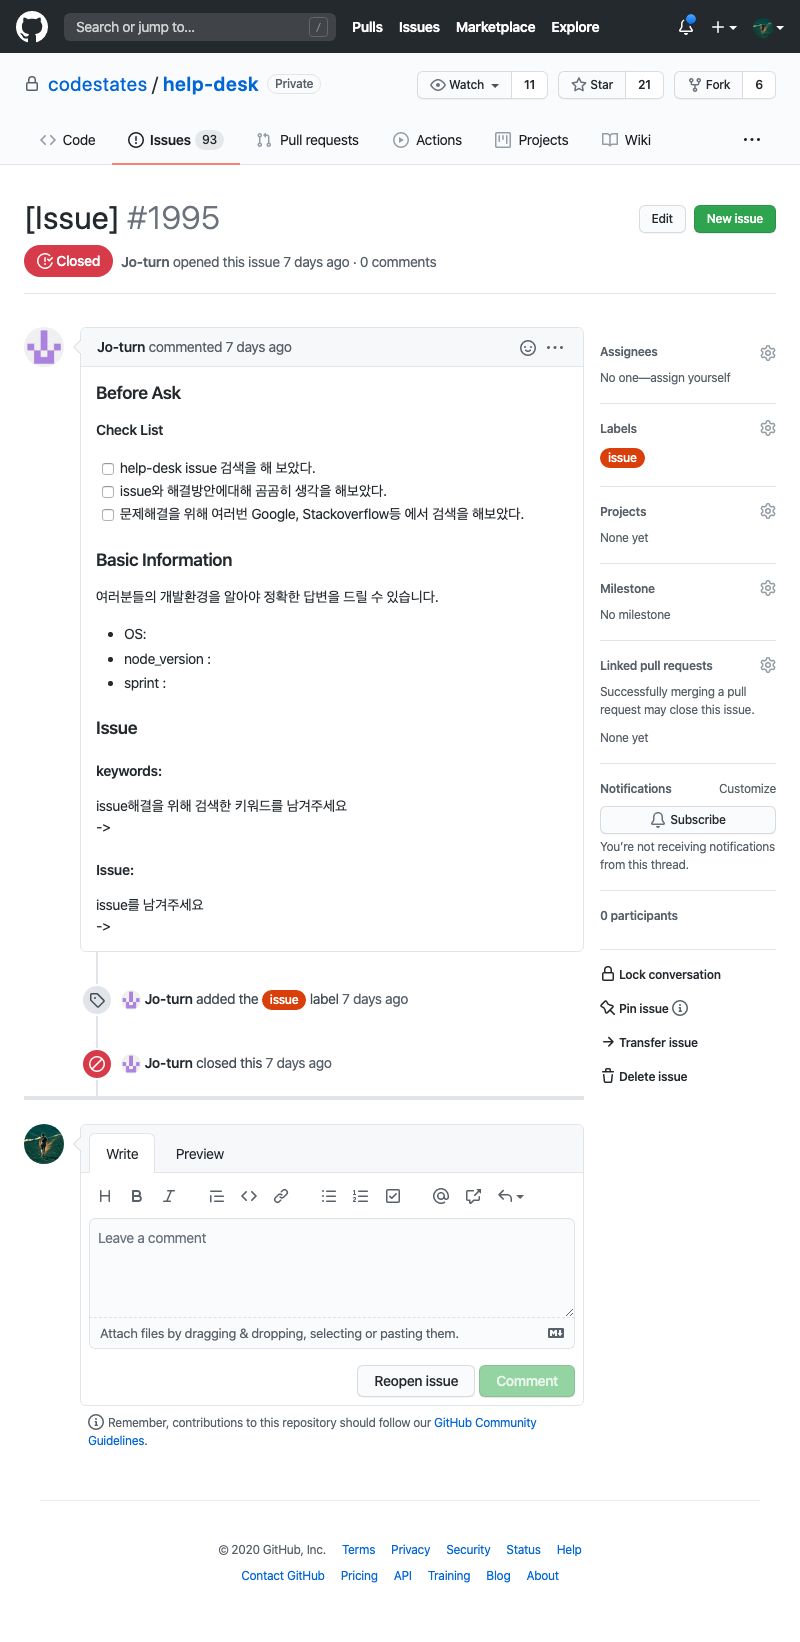 Search or jump to... /
Pulls Issues Marketplace Explore
codestates / help-desk Private
Watch 11 Star 21 Fork 6
Code Issues 93 Pull requests Actions Projects Wiki ...
[Issue] #1995
Edit New issue
Closed Jo-turn opened this issue 7 days ago · 0 comments
Jo-turn commented 7 days ago
Before Ask
Check List
help-desk issue 검색을 해 보았다.
issue와 해결방안에대해 곰곰히 생각을 해보았다.
문제해결을 위해 여러번 Google, Stackoverflow등 에서 검색을 해보았다.
Basic Information
여러분들의 개발환경을 알아야 정확한 답변을 드릴 수 있습니다.
• OS:
• node_version :
• sprint :
Issue
keywords:
issue해결을 위해 검색한 키워드를 남겨주세요
->
Issue:
issue를 남겨주세요
->
Jo-turn added the issue label 7 days ago
Jo-turn closed this 7 days ago
Assignees
No one—assign yourself
Labels
issue
Projects
None yet
Milestone
No milestone
Linked pull requests
Successfully merging a pull
request may close this issue.
None yet
Notifications Customize
Subscribe
You're not receiving notifications
from this thread.
0 participants
Lock conversation
Pin issue
Transfer issue
Delete issue
Write Preview
Leave a comment
Attach files by dragging & dropping, selecting or pasting them.
Reopen issue Comment
Remember, contributions to this repository should follow our GitHub Community
Guidelines.
© 2020 GitHub, Inc. Terms Privacy Security Status Help
Contact GitHub Pricing API Training Blog About